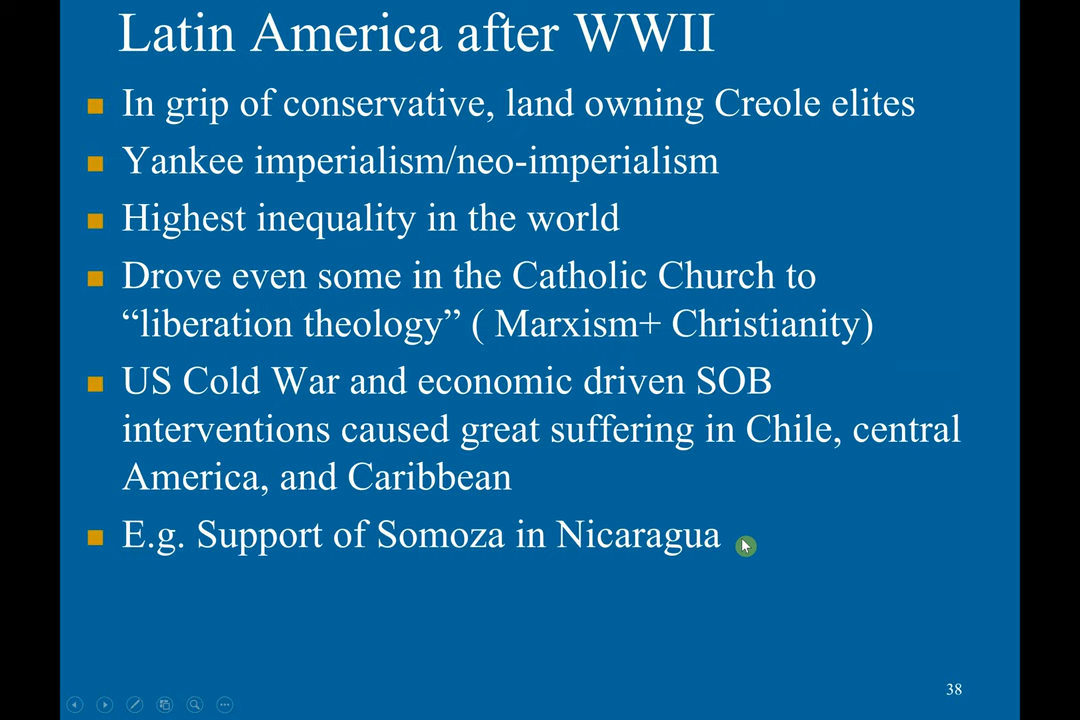 Latin America after WWII
In grip of conservative, land owning Creole elites
Yankee imperialism/neo-imperialism
Highest inequality in the world
Drove even some in the Catholic Church to
“liberation theology” ( Marxism+ Christianity)
US Cold War and economic driven SOB
interventions caused great suffering in Chile, central
America, and Caribbean
E.g. Support of Somoza in Nicaragua
38